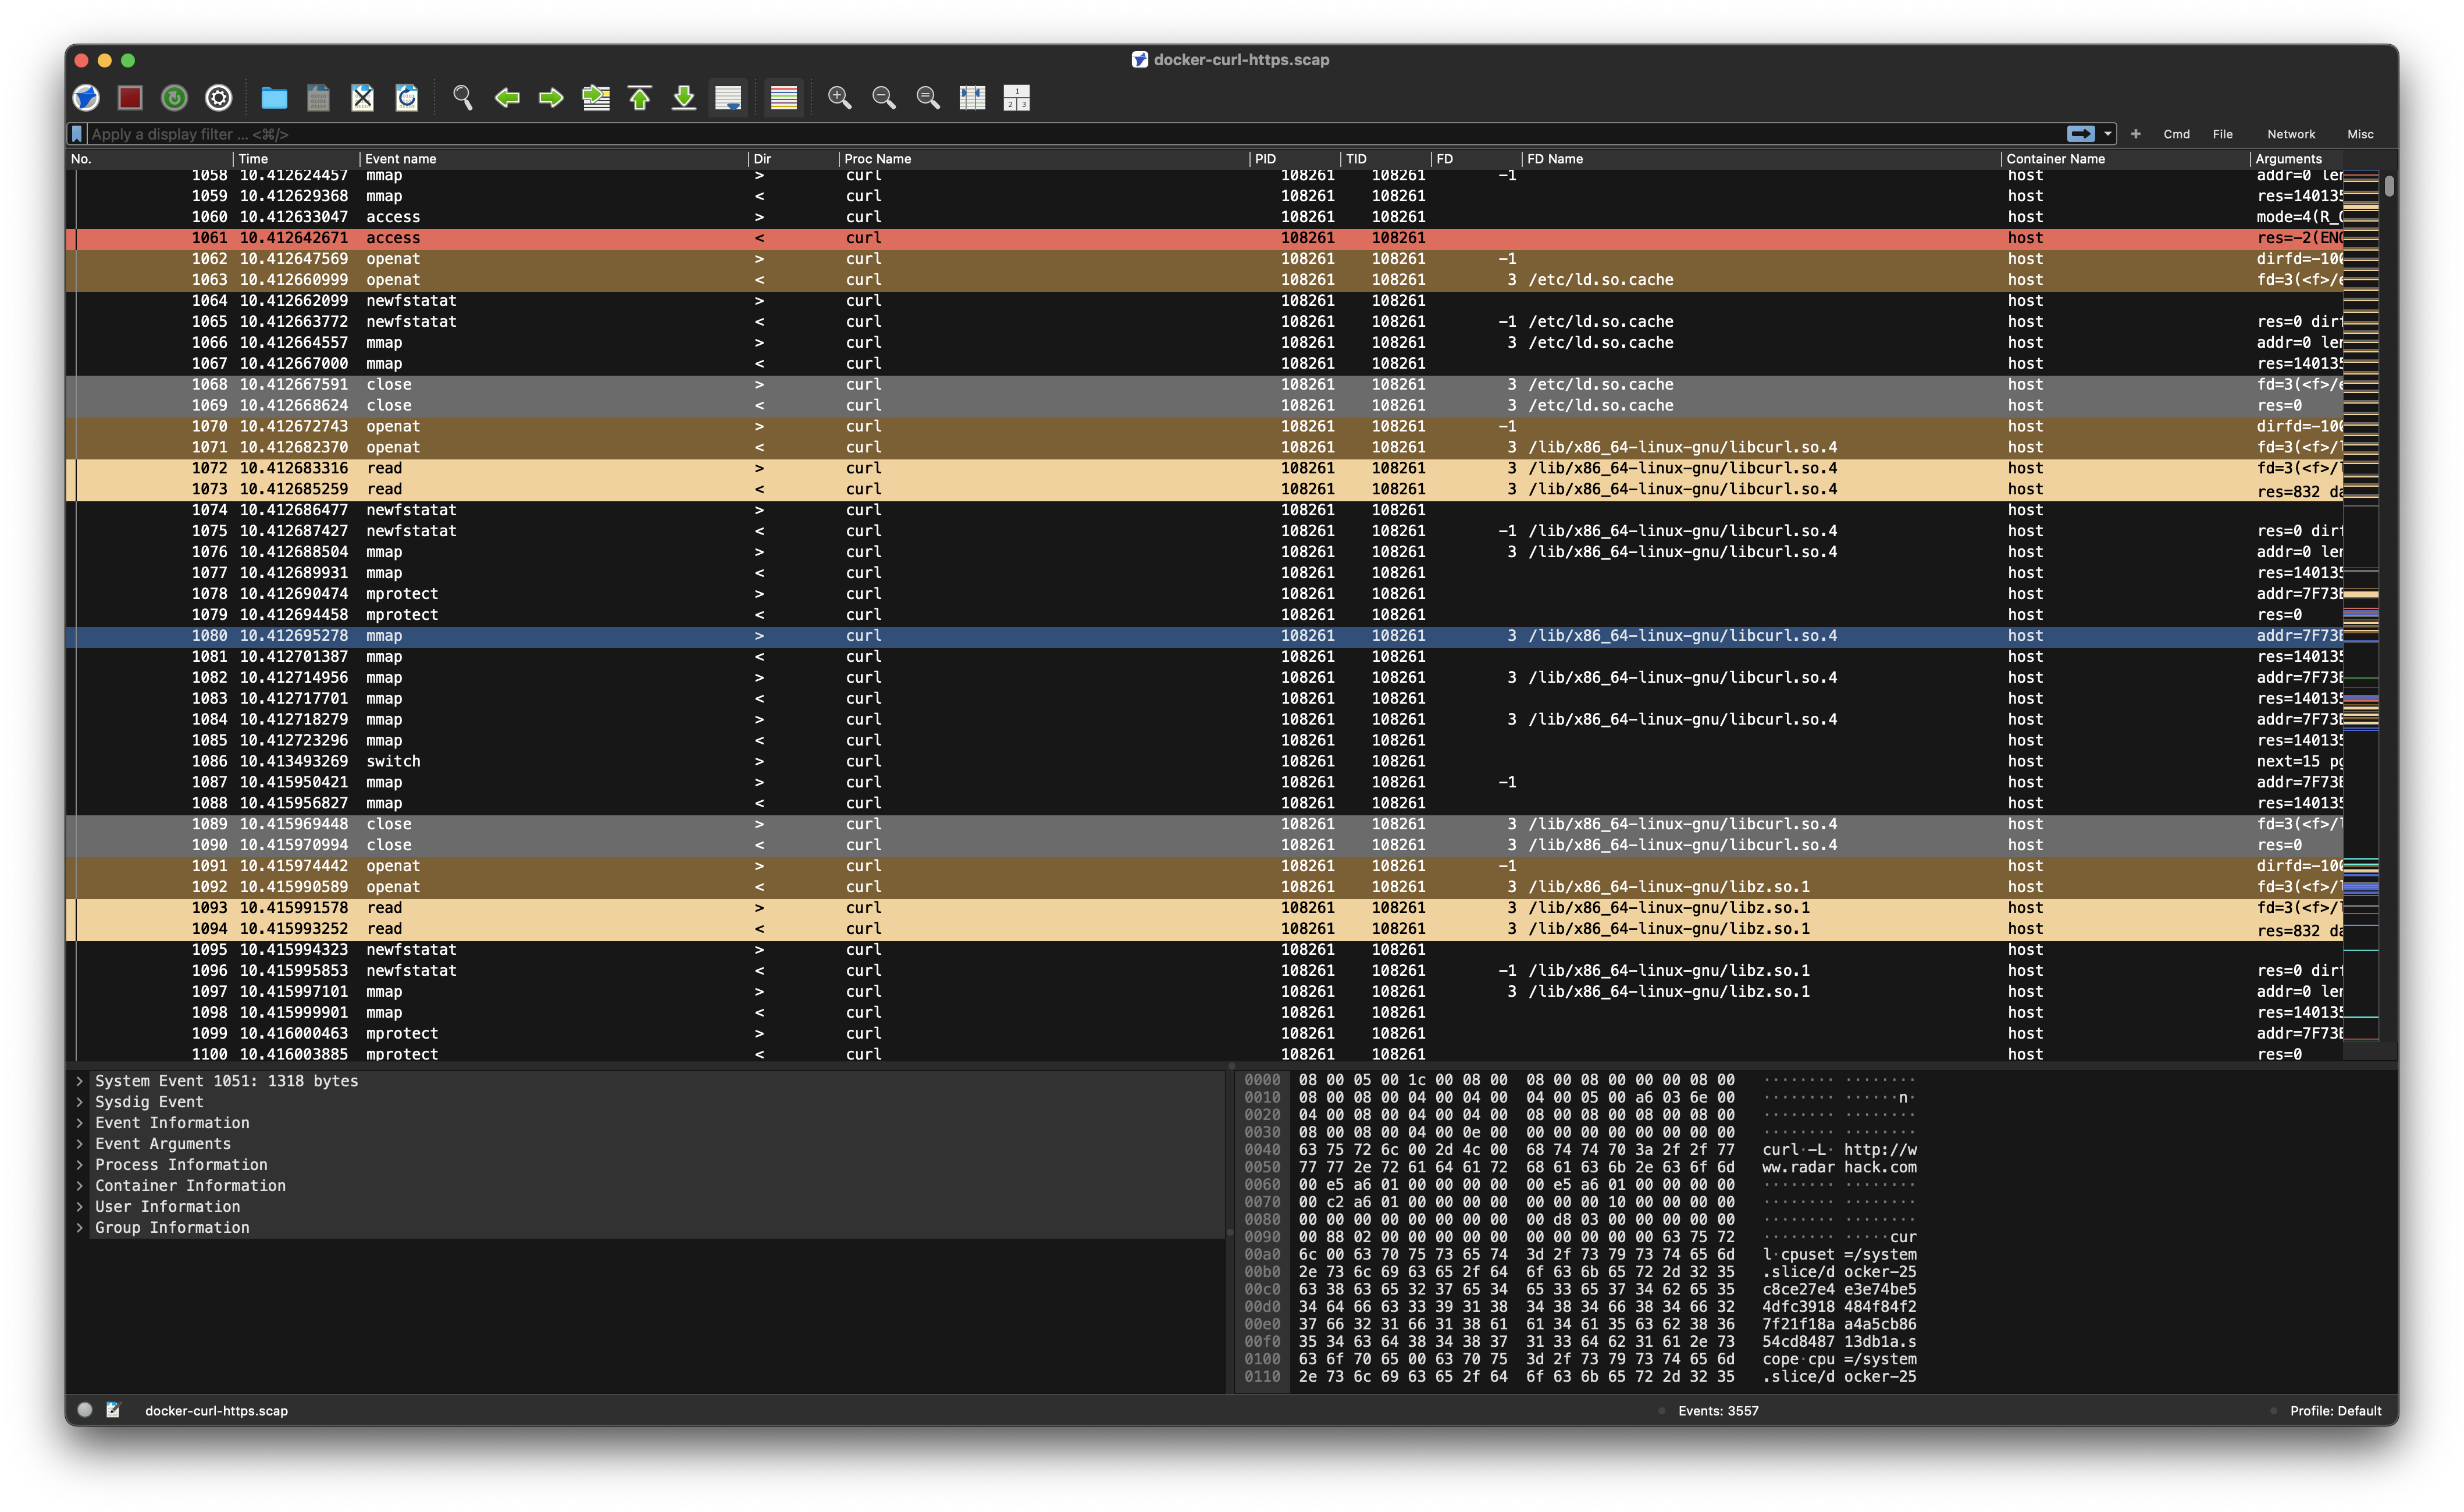 docker-curl-https.scap
1
2 3
Apply a display filter ... <⌘/>
+ Cmd File Network Misc
No. Time Event name Dir Proc Name PID TID FD FD Name Container Name Arguments
1058 10.412624457 mmap > curl 108261 108261 -1 host addr=0 ler
1059 10.412629368 mmap < curl 108261 108261 host res=14013
1060 10.412633047 access > curl 108261 108261 host mode=4(R_
1061 10.412642671 access < curl 108261 108261 host res=-2(EN
1062 10.412647569 openat > curl 108261 108261 -1 host dirfd=-10
1063 10.412660999 openat < curl 108261 108261 3 /etc/ld.so.cache host fd=3(<f>/
1064 10.412662099 newfstatat > curl 108261 108261 host
1065 10.412663772 newfstatat < curl 108261 108261 -1 /etc/ld.so.cache host res=0 dir
1066 10.412664557 mmap > curl 108261 108261 3 /etc/ld.so.cache host addr=0 ler
1067 10.412667000 mmap < curl 108261 108261 host res=14013
1068 10.412667591 close > curl 108261 108261 3 /etc/ld.so.cache host fd=3(<f>/
1069 10.412668624 close < curl 108261 108261 3 /etc/ld.so.cache host res=0
1070 10.412672743 openat > curl 108261 108261 -1 host dirfd=-10
1071 10.412682370 openat < curl 108261 108261 3 /lib/x86_64-linux-gnu/libcurl.so.4 host fd=3(<f>/
1072 10.412683316 read > curl 108261 108261 3 /lib/x86_64-linux-gnu/libcurl.so.4 host fd=3(<f>/
1073 10.412685259 read < curl 108261 108261 3 /lib/x86_64-linux-gnu/libcurl.so.4 host res=832 da
1074 10.412686477 newfstatat > curl 108261 108261 host
1075 10.412687427 newfstatat < curl 108261 108261 -1 /lib/x86_64-linux-gnu/libcurl.so.4 host res=0 dir
1076 10.412688504 mmap > curl 108261 108261 3 /lib/x86_64-linux-gnu/libcurl.so.4 host addr=0 ler
1077 10.412689931 mmap < curl 108261 108261 host res=14013
1078 10.412690474 mprotect > curl 108261 108261 host addr=7F73
1079 10.412694458 mprotect < curl 108261 108261 host res=0
1080 10.412695278 mmap > curl 108261 108261 3 /lib/x86_64-linux-gnu/libcurl.so.4 host addr=7F73
1081 10.412701387 mmap < curl 108261 108261 host res=14013
1082 10.412714956 mmap > curl 108261 108261 3 /lib/x86_64-linux-gnu/libcurl.so.4 host addr=7F73
1083 10.412717701 mmap < curl 108261 108261 host res=14013
1084 10.412718279 mmap > curl 108261 108261 3 /lib/x86_64-linux-gnu/libcurl.so.4 host addr=7F73
1085 10.412723296 mmap < curl 108261 108261 host res=14013
1086 10.413493269 switch > curl 108261 108261 host next=15 pg
1087 10.415950421 mmap > curl 108261 108261 -1 host addr=7F73
1088 10.415956827 mmap < curl 108261 108261 host res=14013
1089 10.415969448 close > curl 108261 108261 3 /lib/x86_64-linux-gnu/libcurl.so.4 host fd=3(<f>/
1090 10.415970994 close < curl 108261 108261 3 /lib/x86_64-linux-gnu/libcurl.so.4 host res=0
1091 10.415974442 openat > curl 108261 108261 -1 host dirfd=-10
1092 10.415990589 openat < curl 108261 108261 3 /lib/x86_64-linux-gnu/libz.so.1 host fd=3(<f>/
1093 10.415991578 read > curl 108261 108261 3 /lib/x86_64-linux-gnu/libz.so.1 host fd=3(<f>/
1094 10.415993252 read < curl 108261 108261 3 /lib/x86_64-linux-gnu/libz.so.1 host res=832 da
1095 10.415994323 newfstatat > curl 108261 108261 host
1096 10.415995853 newfstatat < curl 108261 108261 -1 /lib/x86_64-linux-gnu/libz.so.1 host res=0 dir
1097 10.415997101 mmap > curl 108261 108261 3 /lib/x86_64-linux-gnu/libz.so.1 host addr=0 ler
1098 10.415999901 mmap < curl 108261 108261 host res=14013
1099 10.416000463 mprotect > curl 108261 108261 host addr=7F73
1100 10.416003885 mprotect < curl 108261 108261 host res=0
System Event 1051: 1318 bytes
Sysdig Event
Event Information
Event Arguments
Process Information
Container Information
User Information
Group Information
0000 08 00 05 00 1c 00 08 00 08 00 08 00 00 00 08 00 ········ ········
0010 08 00 08 00 04 00 04 00 04 00 05 00 a6 03 6e 00 ········ ······n·
0020 04 00 08 00 04 00 04 00 08 00 08 00 08 00 08 00 ········ ········
0030 08 00 08 00 04 00 0e 00 00 00 00 00 00 00 00 00 ········ ········
0040 63 75 72 6c 00 2d 4c 00 68 74 74 70 3a 2f 2f 77 curl·-L· http://w
0050 77 77 2e 72 61 64 61 72 68 61 63 6b 2e 63 6f 6d ww.radar hack.com
0060 00 e5 a6 01 00 00 00 00 00 e5 a6 01 00 00 00 00 ········ ········
0070 00 c2 a6 01 00 00 00 00 00 00 00 10 00 00 00 00 ········ ········
0080 00 00 00 00 00 00 00 00 00 d8 03 00 00 00 00 00 ········ ········
0090 00 88 02 00 00 00 00 00 00 00 00 00 00 63 75 72 ········ ·····cur
00a0 6c 00 63 70 75 73 65 74 3d 2f 73 79 73 74 65 6d l·cpuset =/system
00b0 2e 73 6c 69 63 65 2f 64 6f 63 6b 65 72 2d 32 35 .slice/d ocker-25
00c0 63 38 63 65 32 37 65 34 65 33 65 37 34 62 65 35 c8ce27e4 e3e74be5
00d0 34 64 66 63 33 39 31 38 34 38 34 66 38 34 66 32 4dfc3918 484f84f2
00e0 37 66 32 31 66 31 38 61 61 34 61 35 63 62 38 36 7f21f18a a4a5cb86
00f0 35 34 63 64 38 34 38 37 31 33 64 62 31 61 2e 73 54cd8487 13db1a.s
0100 63 6f 70 65 00 63 70 75 3d 2f 73 79 73 74 65 6d cope·cpu =/system
0110 2e 73 6c 69 63 65 2f 64 6f 63 6b 65 72 2d 32 35 .slice/d ocker-25
docker-curl-https.scap Events: 3557 Profile: Default